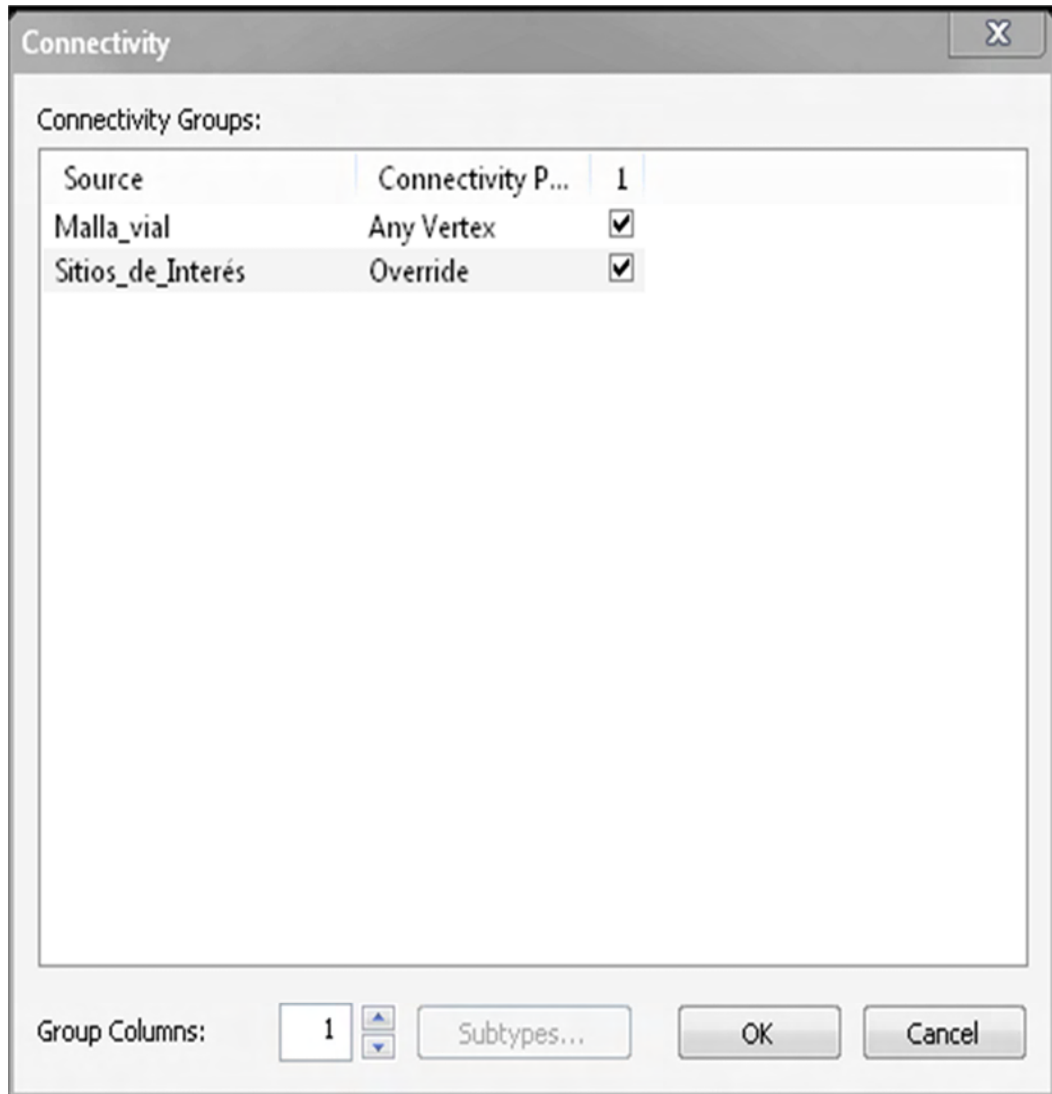 Connectivity
Connectivity Groups:
Source Connectivity P... 1
Malla_vial Any Vertex
Sitios_de_Interés Override
Group Columns: 1 Subtypes... OK Cancel